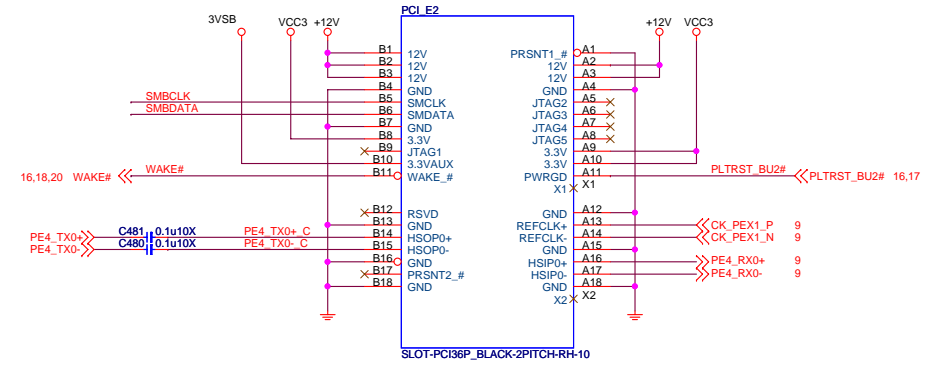 PCI_E2
3VSB VCC3 +12V
+12V VCC3
B1 12V
B2 12V
B3 12V
B4 GND
SMBCLK B5 SMCLK
SMBDATA B6 SMDATA
B7 GND
B8 3.3V
B9 JTAG1
B10 3.3VAUX
16,18,20 WAKE# WAKE# B11 WAKE_#
B12 RSVD
B13 GND
PE4_TX0+ C481 0.1u10X PE4_TX0+_C B14 HSOP0+
PE4_TX0- C480 0.1u10X PE4_TX0-_C B15 HSOP0-
B16 GND
B17 PRSNT2_#
B18 GND
PRSNT1_# A1
12V A2
12V A3
GND A4
JTAG2 A5
JTAG3 A6
JTAG4 A7
JTAG5 A8
3.3V A9
3.3V A10
PWRGD A11 PLTRST_BU2# PLTRST_BU2# 16,17
X1 X1
GND A12
REFCLK+ A13 CK_PEX1_P 9
REFCLK- A14 CK_PEX1_N 9
GND A15
HSIP0+ A16 PE4_RX0+ 9
HSIP0- A17 PE4_RX0- 9
GND A18
X2 X2
SLOT-PCI36P_BLACK-2PITCH-RH-10